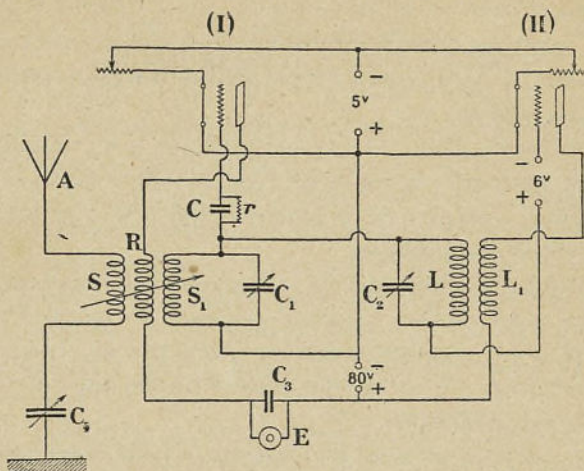 (I) (II)
−
5v
+
A
C r
−
6v
+
R
S S₁ C₁ C₂ L L₁
C₃ 80v −
+
C₅
E